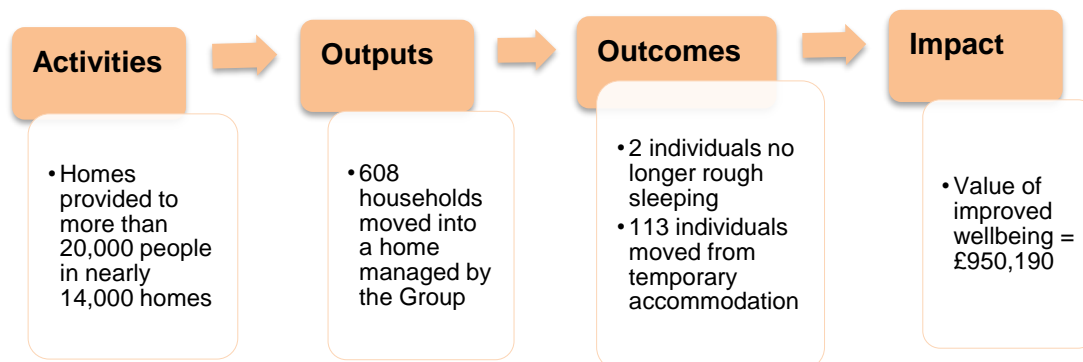 Activities
• Homes
provided to
more than
20,000 people
in nearly
14,000 homes
Outputs
• 608
households
moved into
a home
managed by
the Group
Outcomes
• 2 individuals no
longer rough
sleeping
• 113 individuals
moved from
temporary
accommodation
Impact
• Value of
improved
wellbeing =
£950,190